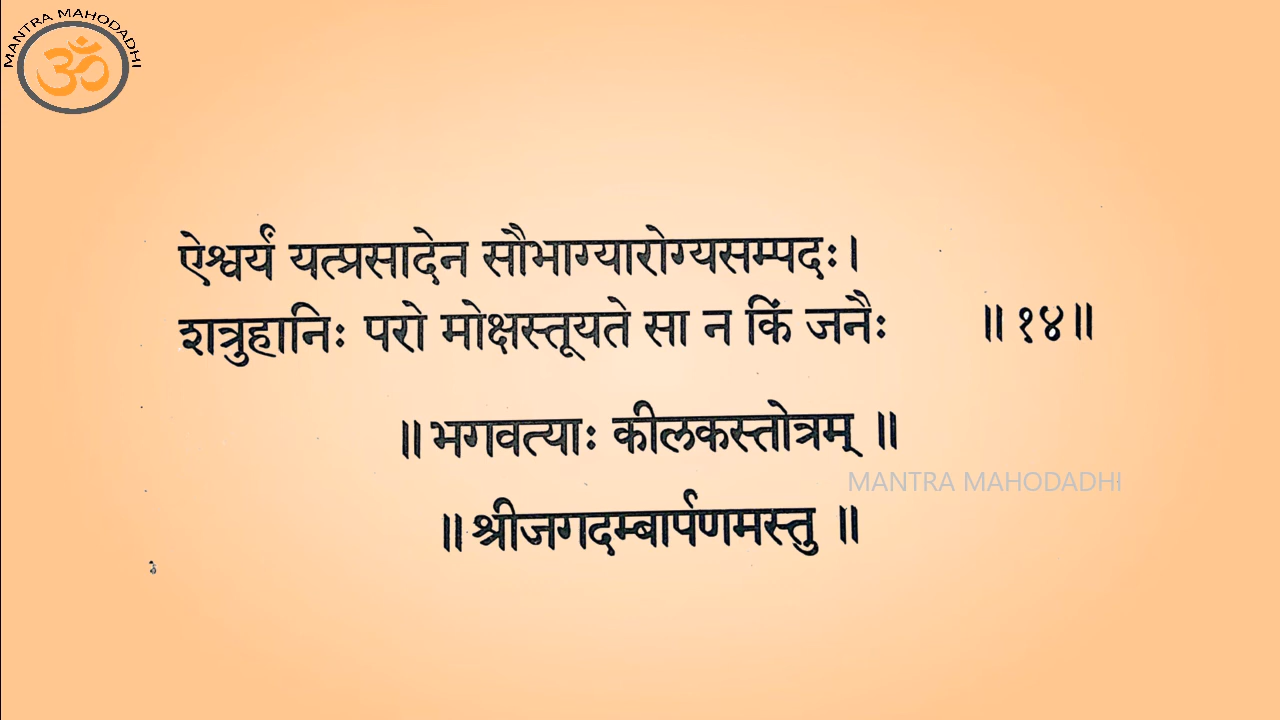 MANTRA MAHODADHI
ॐ
ऐश्वर्यं यत्प्रसादेन सौभाग्यारोग्यसम्पदः।
शत्रुहानिः परो मोक्षस्तूयते सा न किं जनैः ॥१४॥
॥भगवत्याः कीलकस्तोत्रम् ॥
MANTRA MAHODADHI
॥श्रीजगदम्बार्पणमस्तु ॥